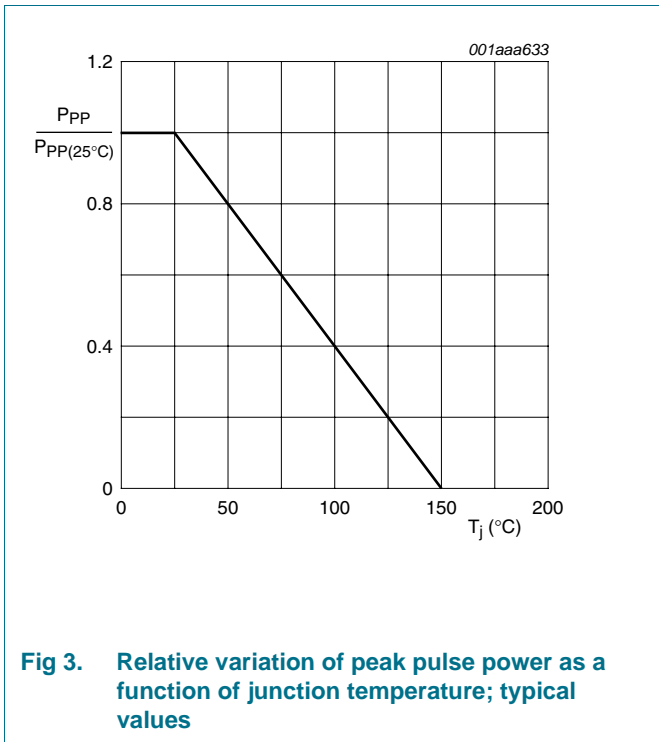 001aaa633
1.2
PPP
PPP(25°C)
0.8
0.4
0
0 50 100 150 200
Tj (°C)
Fig 3. Relative variation of peak pulse power as a
function of junction temperature; typical
values